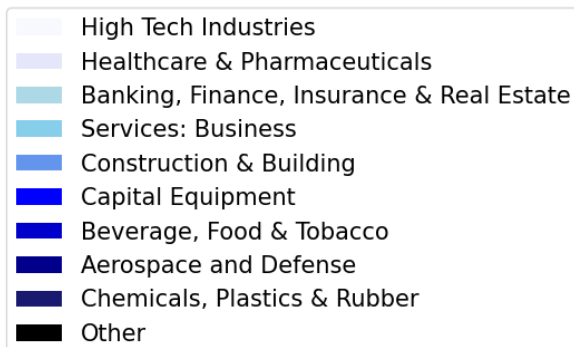 High Tech Industries
Healthcare & Pharmaceuticals
Banking, Finance, Insurance & Real Estate
Services: Business
Construction & Building
Capital Equipment
Beverage, Food & Tobacco
Aerospace and Defense
Chemicals, Plastics & Rubber
Other